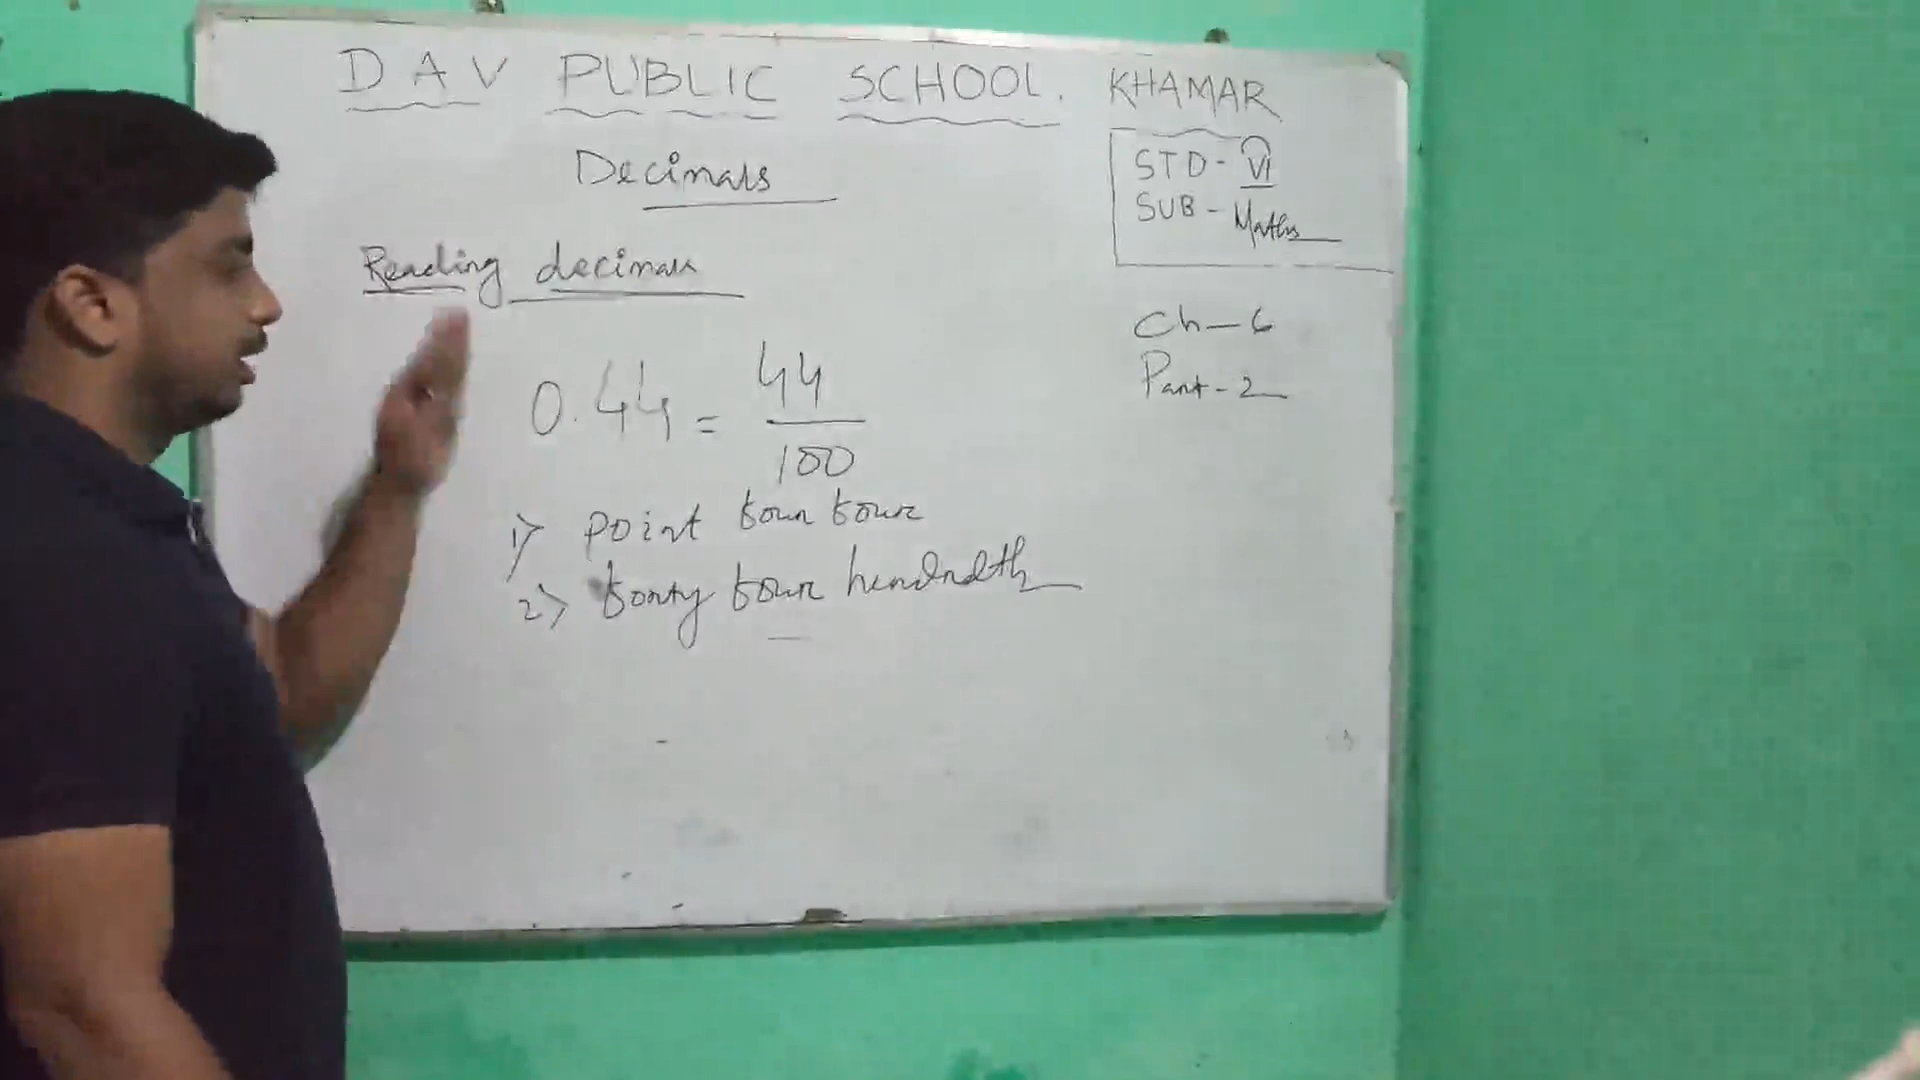 DAV PUBLIC SCHOOL. KHAMAR
STD - VI
SUB - Maths
Decimals
Reading decimals
Ch - 6
Part - 2
0.44 = 44/100
1) point four four
2) forty four hundredth